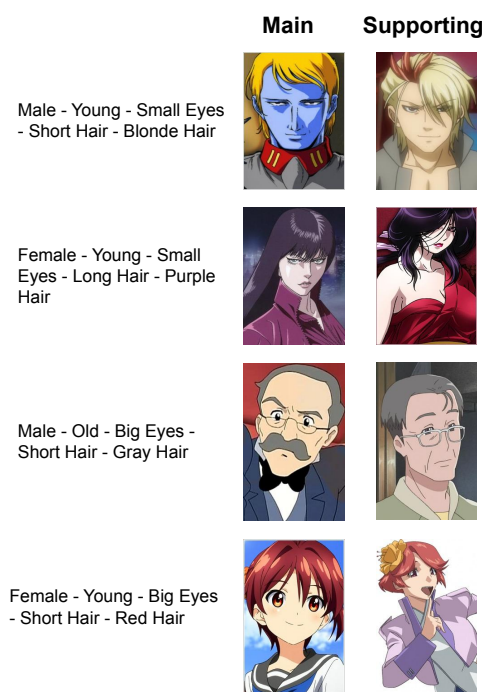 Main Supporting
Male - Young - Small Eyes
- Short Hair - Blonde Hair
Female - Young - Small
Eyes - Long Hair - Purple
Hair
Male - Old - Big Eyes -
Short Hair - Gray Hair
Female - Young - Big Eyes
- Short Hair - Red Hair